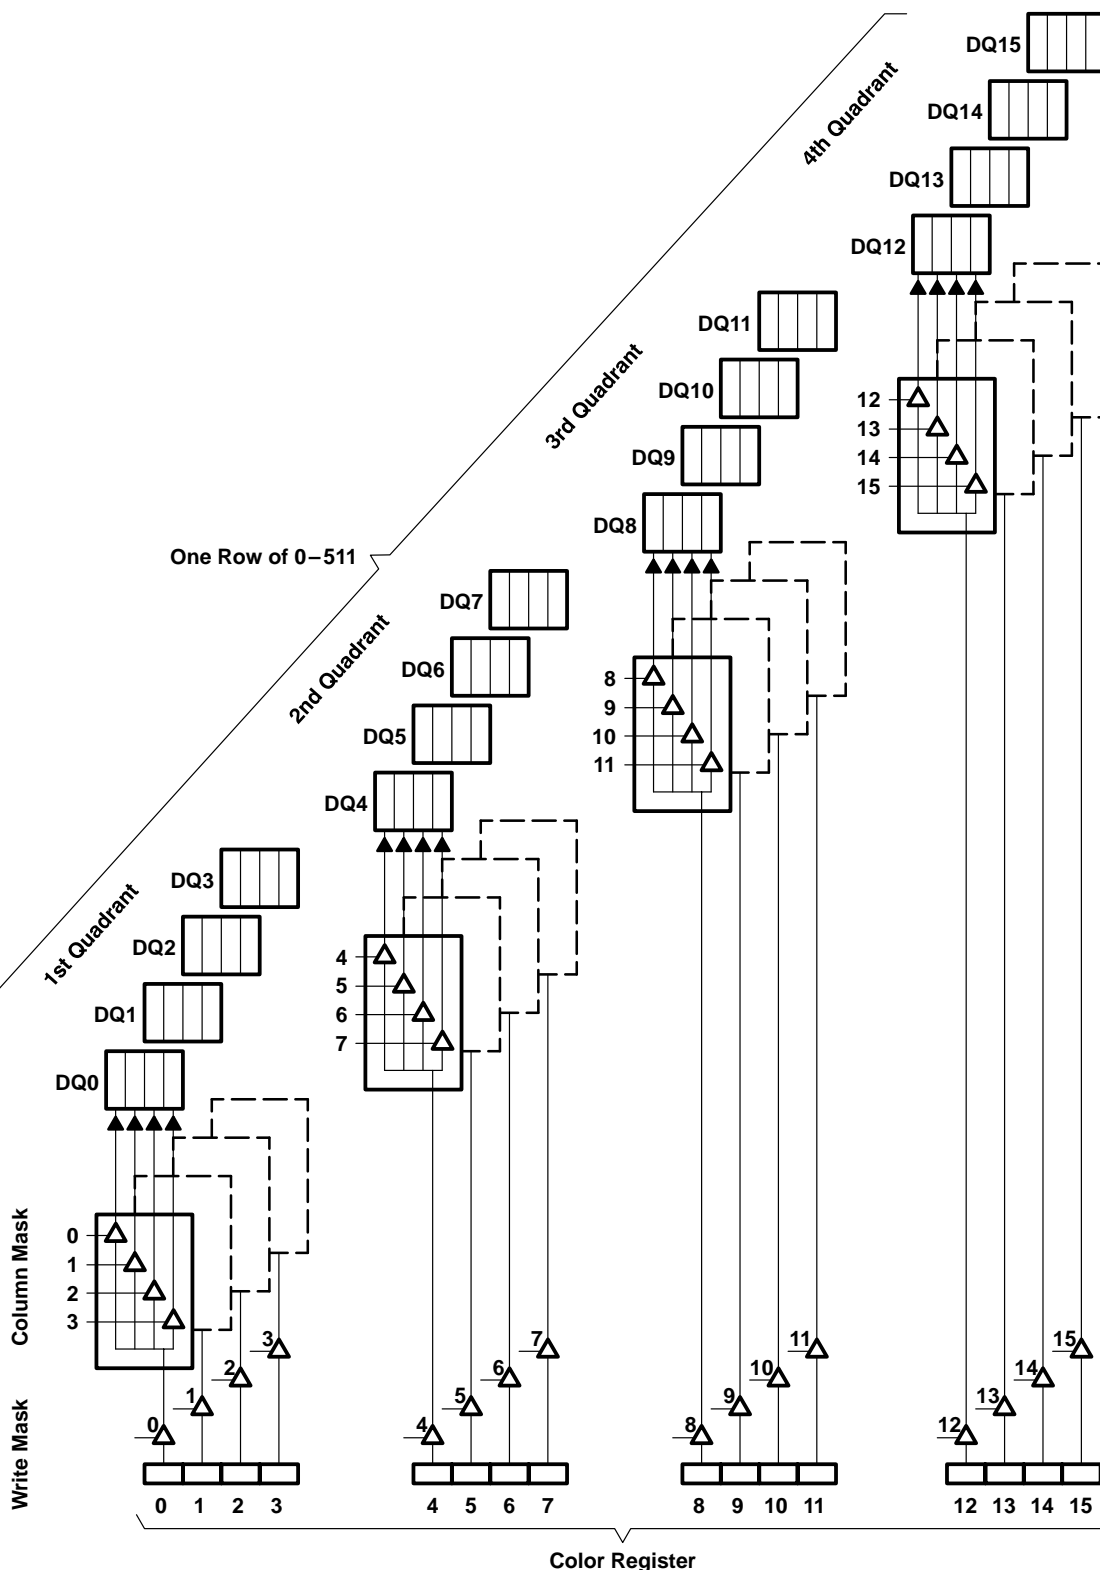 DQ15
DQ14
DQ13
DQ12
4th Quadrant
12
13
14
15
DQ11
DQ10
DQ9
DQ8
3rd Quadrant
8
9
10
11
One Row of 0–511
DQ7
DQ6
DQ5
DQ4
2nd Quadrant
4
5
6
7
DQ3
DQ2
DQ1
DQ0
1st Quadrant
Column Mask
0
1
2
3
Write Mask
0
1
2
3
4
5
6
7
8
9
10
11
12
13
14
15
0 1 2 3 4 5 6 7 8 9 10 11 12 13 14 15
Color Register